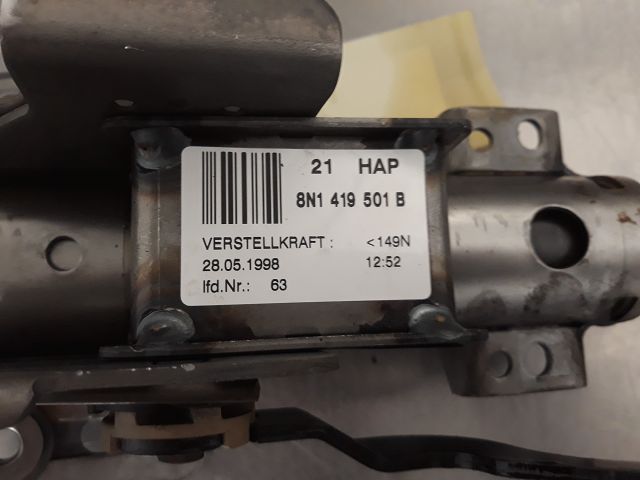 21 HAP
8N1 419 501 B
VERSTELLKRAFT : <149N
28.05.1998 12:52
lfd.Nr.: 63